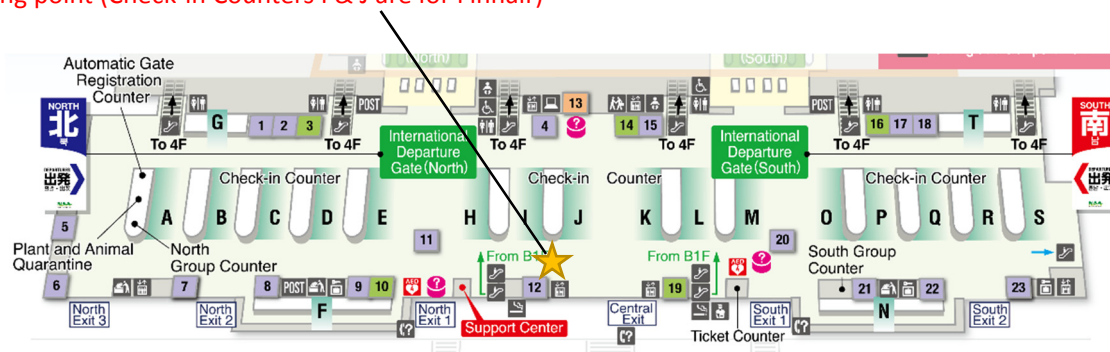 ng point (Check-in Counters I & J are for Finnair)
(North)
(South)
Automatic Gate
Registration
Counter
NORTH
北
出発
POST
POST
SOUTH
南
出発
G
1
2
3
13
4
14
15
16
17
18
T
To 4F
To 4F
To 4F
To 4F
To 4F
To 4F
International
Departure
Gate (North)
International
Departure
Gate (South)
Check-in Counter
Check-in Counter
Check-in Counter
A
B
C
D
E
H
I
J
K
L
M
O
P
Q
R
S
5
11
20
Plant and Animal
Quarantine
North
Group Counter
From B1F
From B1F
AED
South Group
Counter
6
7
8
POST
9
10
AED
12
19
21
22
23
F
N
North
Exit 3
North
Exit 2
North
Exit 1
Support Center
Central
Exit
Ticket Counter
South
Exit 1
South
Exit 2